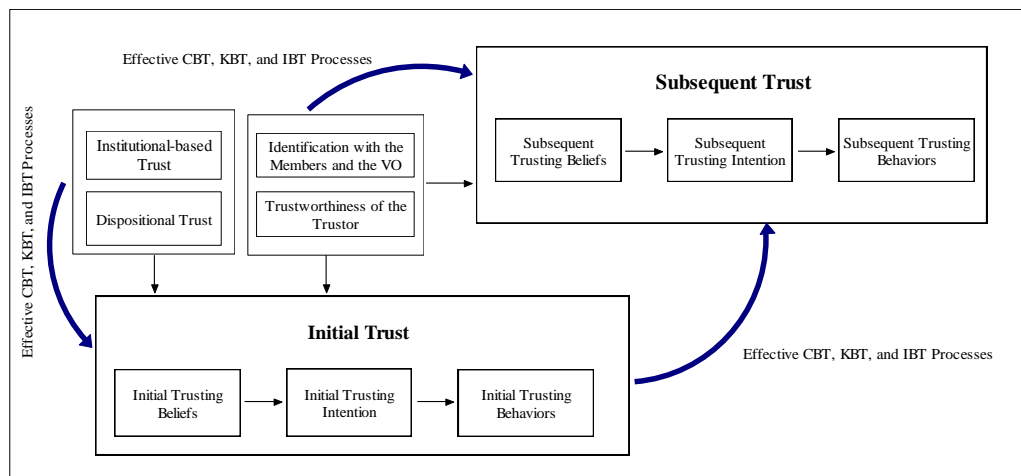 Effective CBT, KBT, and IBT Processes
Effective CBT, KBT, and IBT Processes
Subsequent Trust
Subsequent
Trusting Beliefs
Subsequent
Trusting Intention
Subsequent Trusting
Behaviors
Institutional-based
Trust
Dispositional Trust
Identification with the
Members and the VO
Trustworthiness of the
Trustor
Initial Trust
Initial Trusting
Beliefs
Initial Trusting
Intention
Initial Trusting
Behaviors
Effective CBT, KBT, and IBT Processes